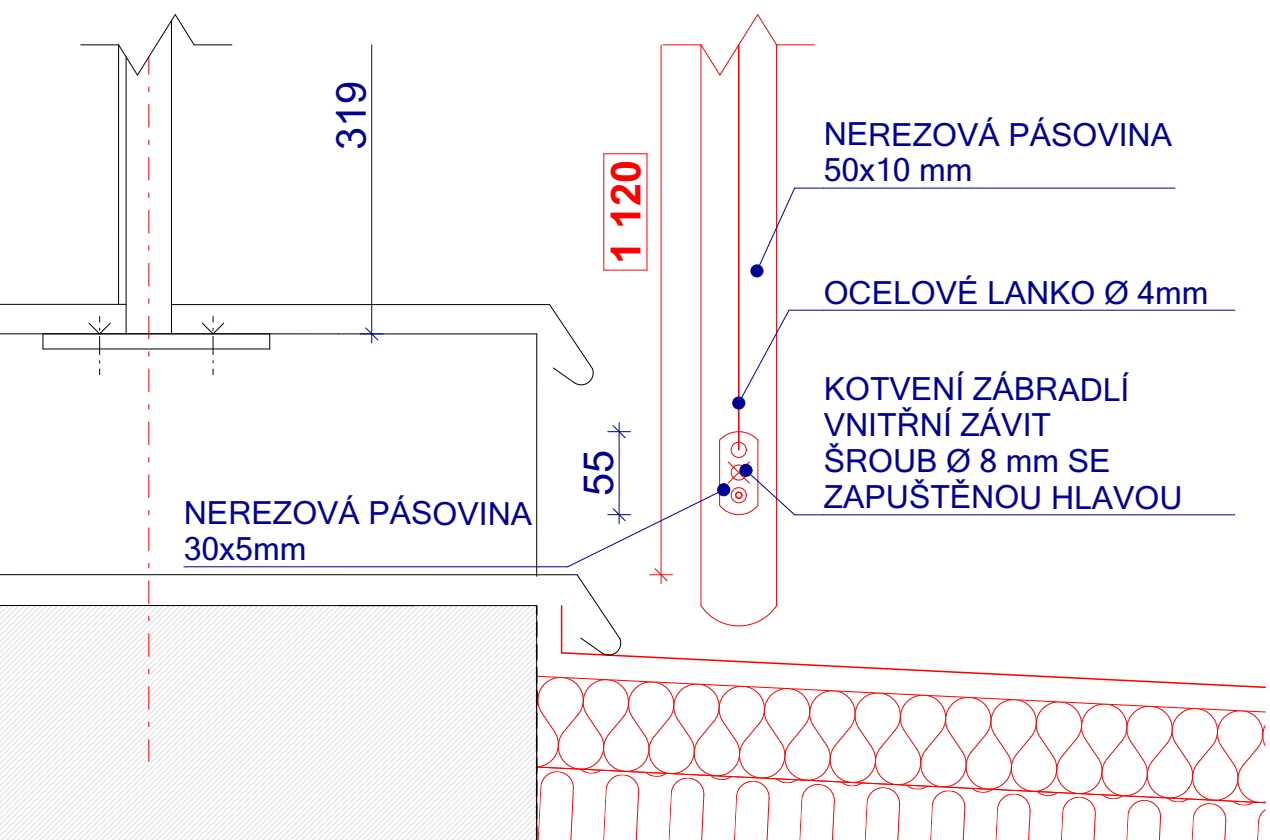 319
1 120
NEREZOVÁ PÁSOVINA
50x10 mm
OCELOVÉ LANKO Ø 4mm
KOTVENÍ ZÁBRADLÍ
VNITŘNÍ ZÁVIT
ŠROUB Ø 8 mm SE
ZAPUŠTĚNOU HLAVOU
55
NEREZOVÁ PÁSOVINA
30x5mm